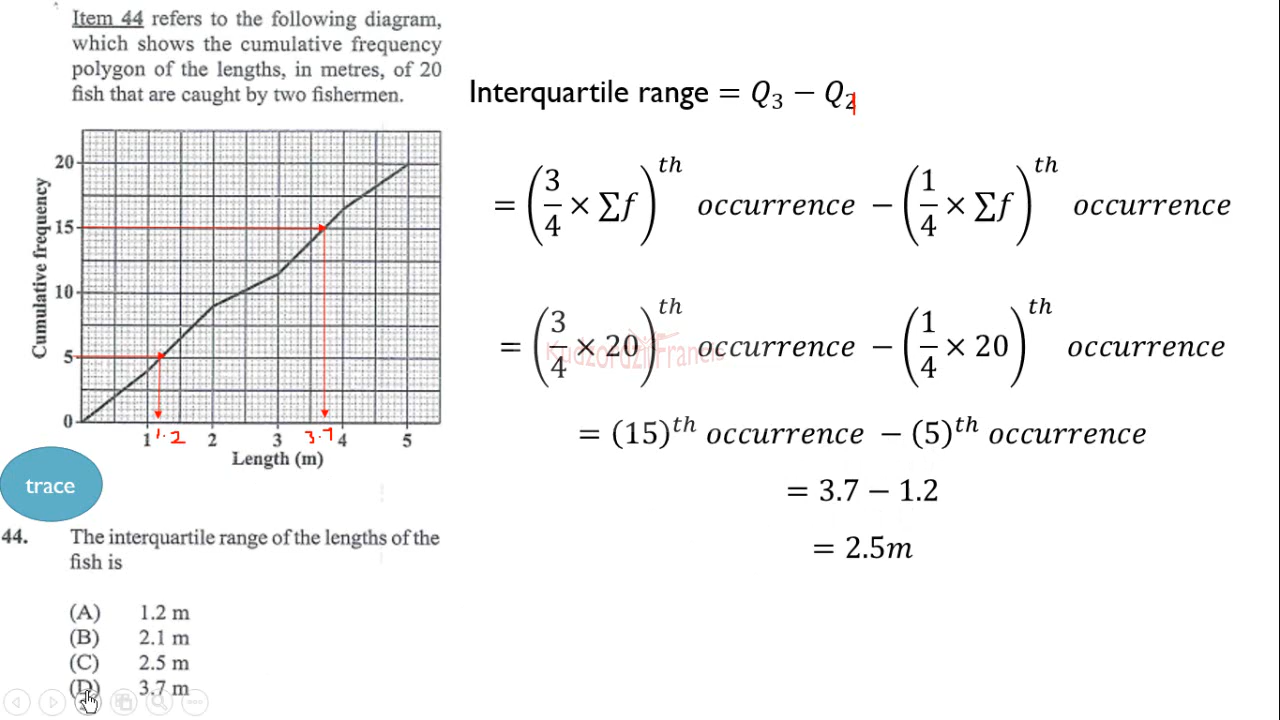 Item 44 refers to the following diagram,
which shows the cumulative frequency
polygon of the lengths, in metres, of 20
fish that are caught by two fishermen.
Cumulative frequency
20
15
10
5
0
1 1.2 2 3 3.7 4 5
Length (m)
trace
44. The interquartile range of the lengths of the
fish is
(A) 1.2 m
(B) 2.1 m
(C) 2.5 m
(D) 3.7 m
Interquartile range = Q₃ − Q₁
= (3/4 × ∑f)^th occurrence − (1/4 × ∑f)^th occurrence
= (3/4 × 20)^th occurrence − (1/4 × 20)^th occurrence
Kudzordzi Francis
= (15)^th occurrence − (5)^th occurrence
= 3.7 − 1.2
= 2.5m